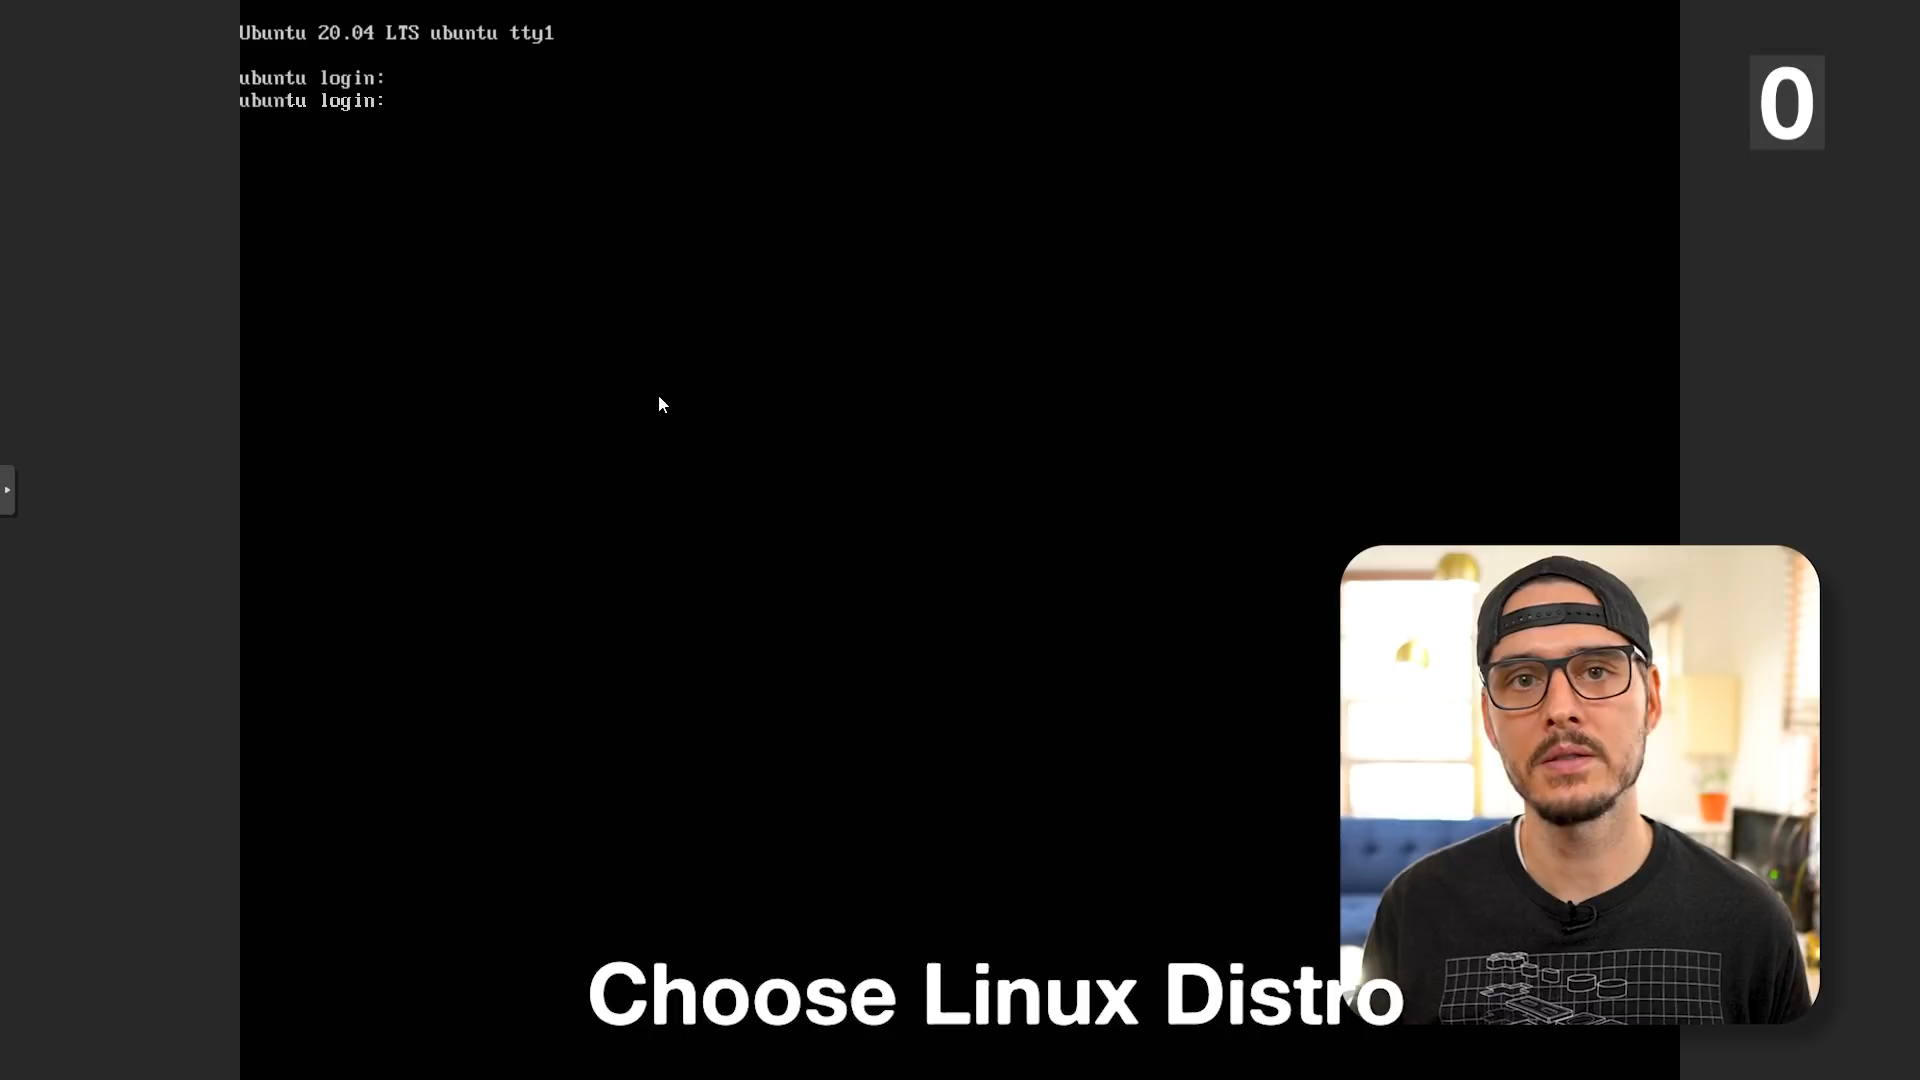 Ubuntu 20.04 LTS ubuntu tty1
ubuntu login:
ubuntu login:
0
Choose Linux Distro